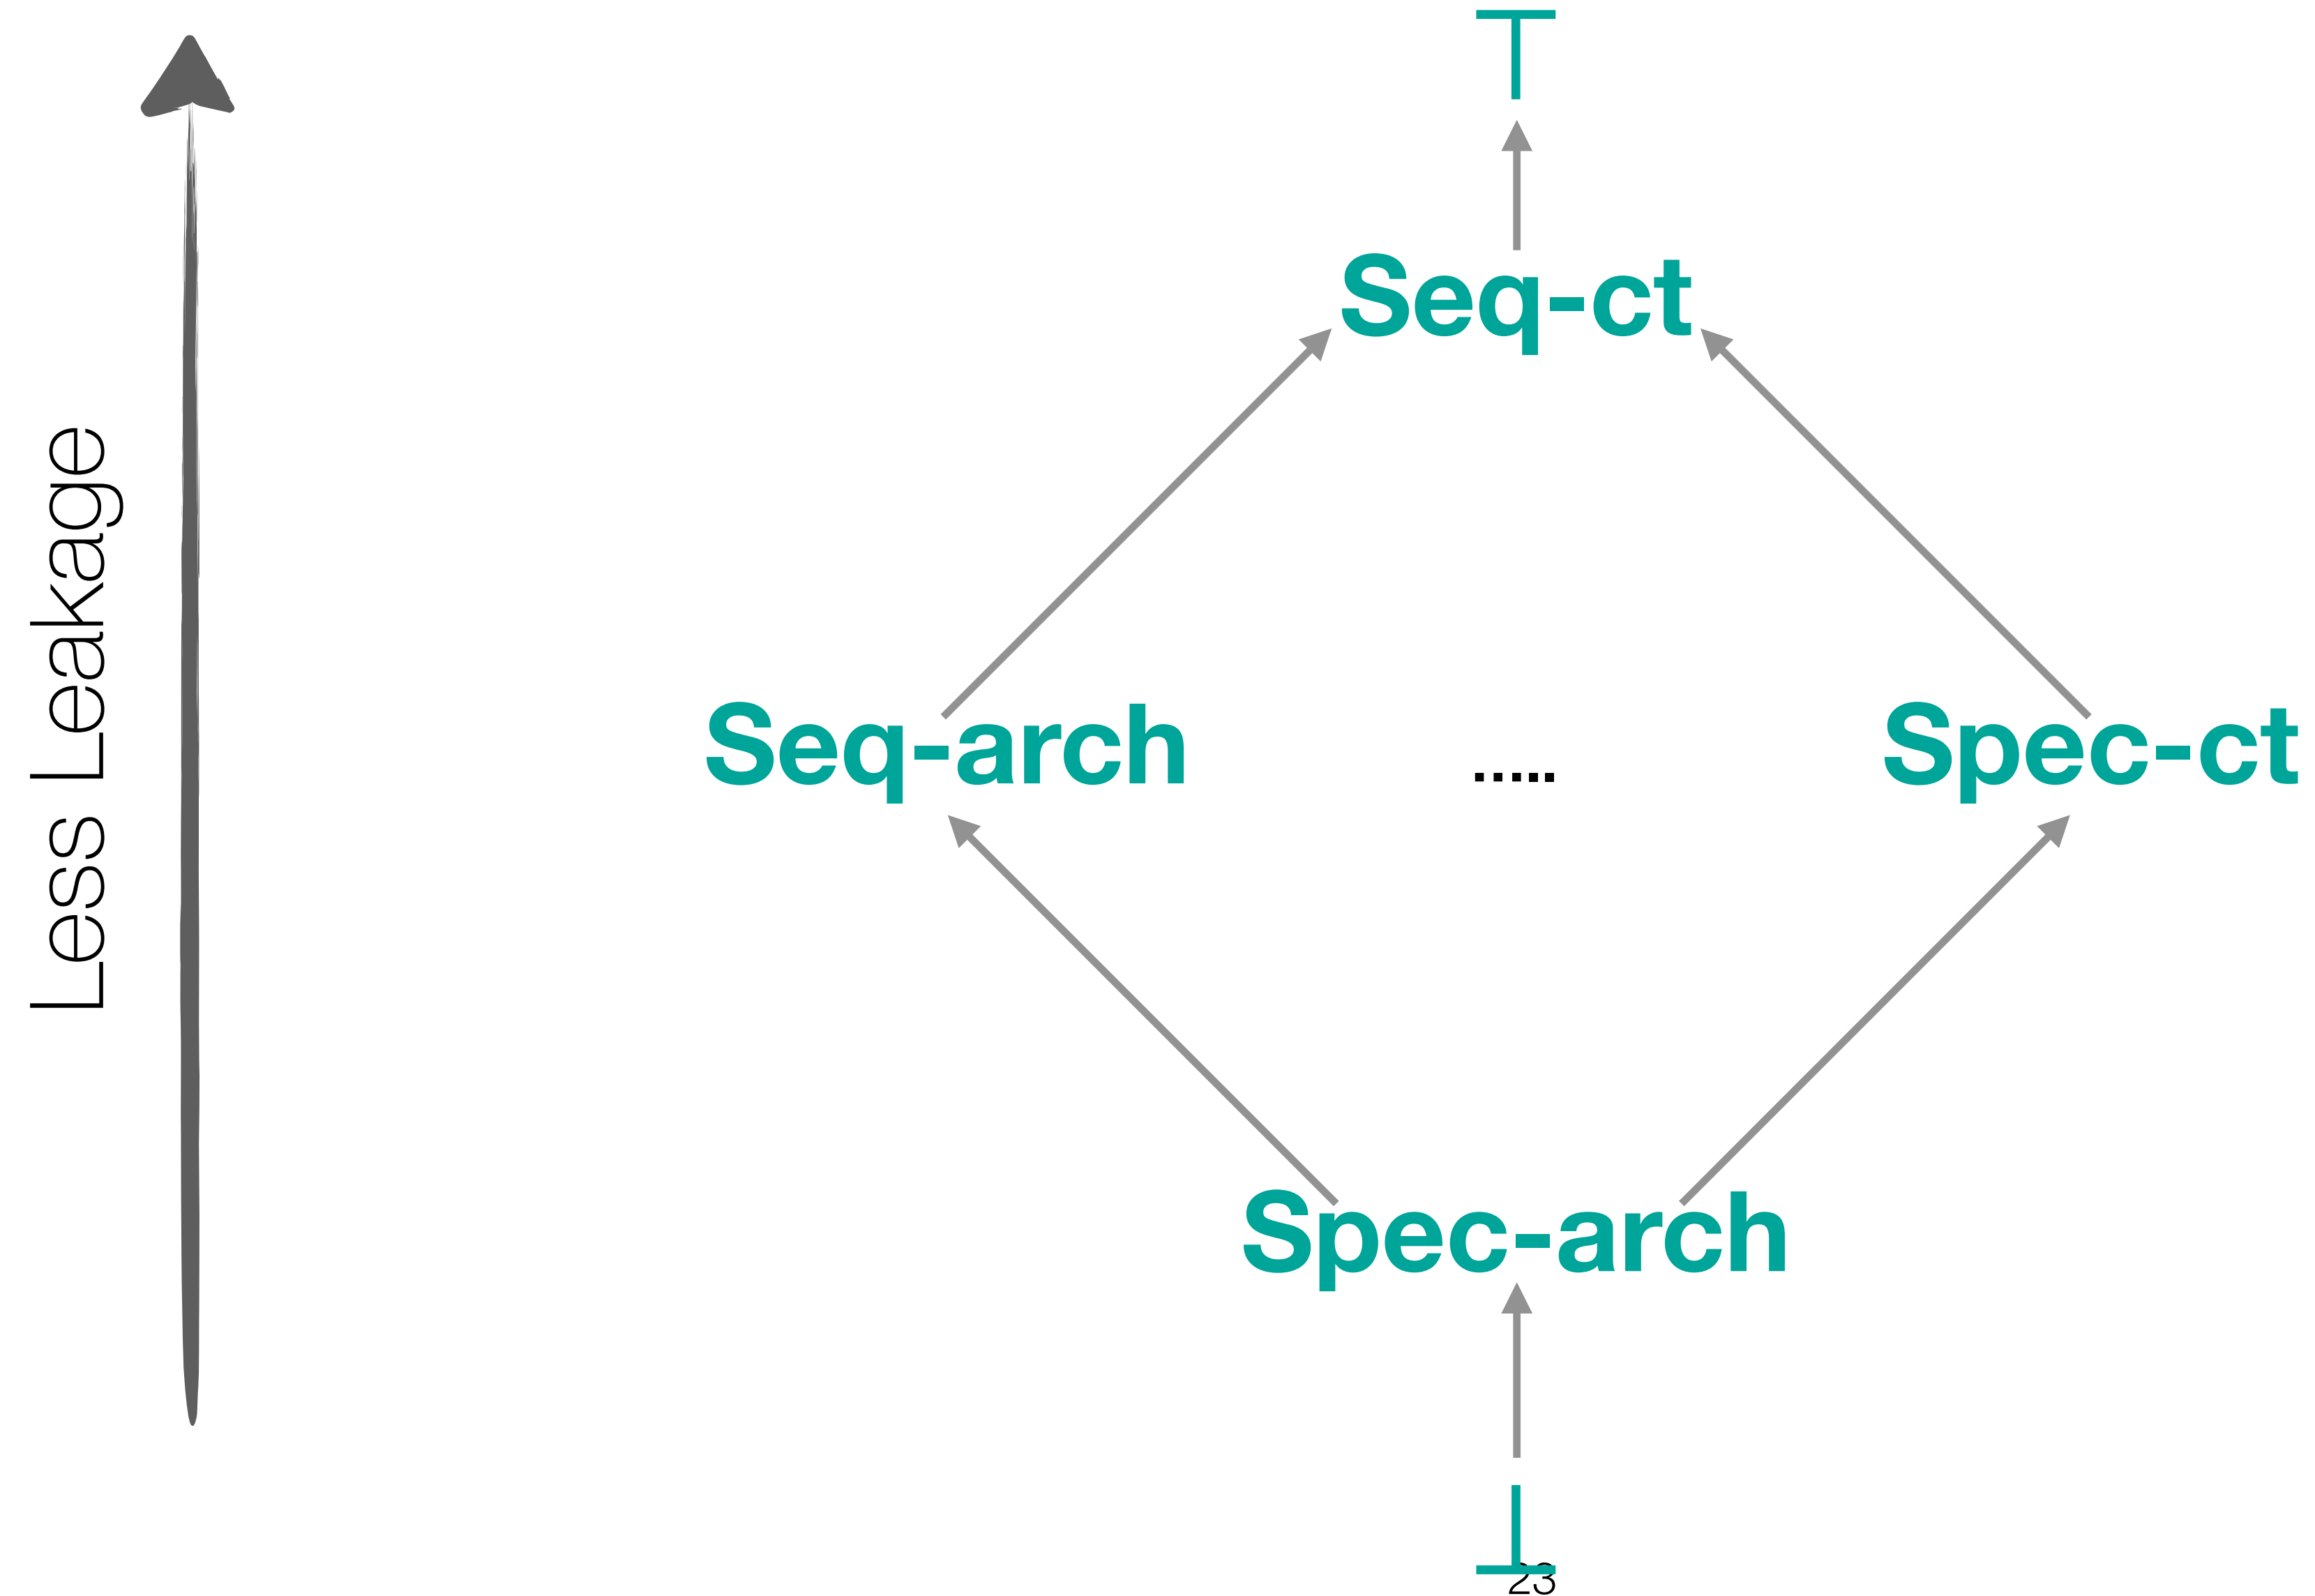 Less Leakage
⊤
Seq-ct
Seq-arch
.....
Spec-ct
Spec-arch
⊥
23